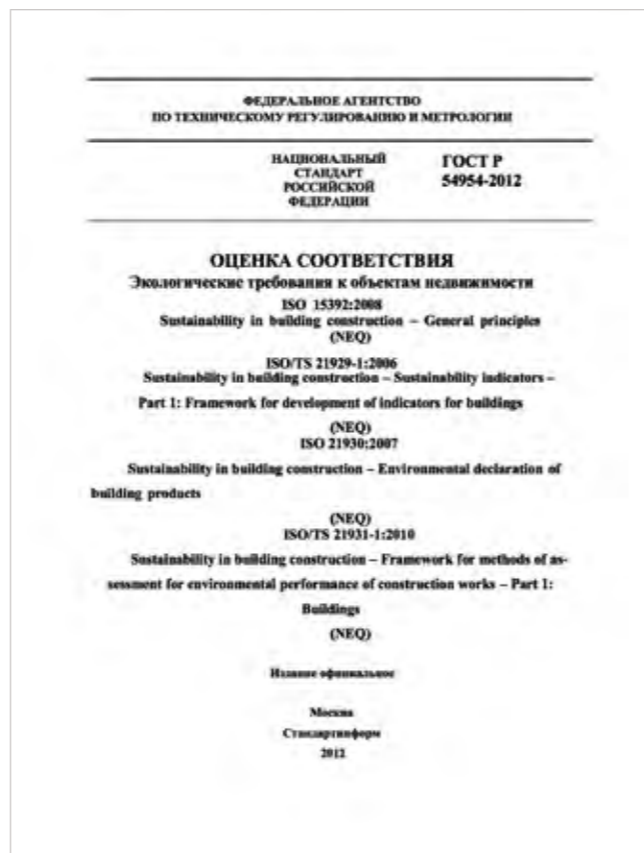 ФЕДЕРАЛЬНОЕ АГЕНТСТВО
ПО ТЕХНИЧЕСКОМУ РЕГУЛИРОВАНИЮ И МЕТРОЛОГИИ
НАЦИОНАЛЬНЫЙ
СТАНДАРТ
РОССИЙСКОЙ
ФЕДЕРАЦИИ
ГОСТ Р
54954-2012
ОЦЕНКА СООТВЕТСТВИЯ
Экологические требования к объектам недвижимости
ISO 15392:2008
Sustainability in building construction – General principles
(NEQ)
ISO/TS 21929-1:2006
Sustainability in building construction – Sustainability indicators –
Part 1: Framework for development of indicators for buildings
(NEQ)
ISO 21930:2007
Sustainability in building construction – Environmental declaration of
building products
(NEQ)
ISO/TS 21931-1:2010
Sustainability in building construction – Framework for methods of as-
sessment for environmental performance of construction works – Part 1:
Buildings
(NEQ)
Издание официальное
Москва
Стандартинформ
2012